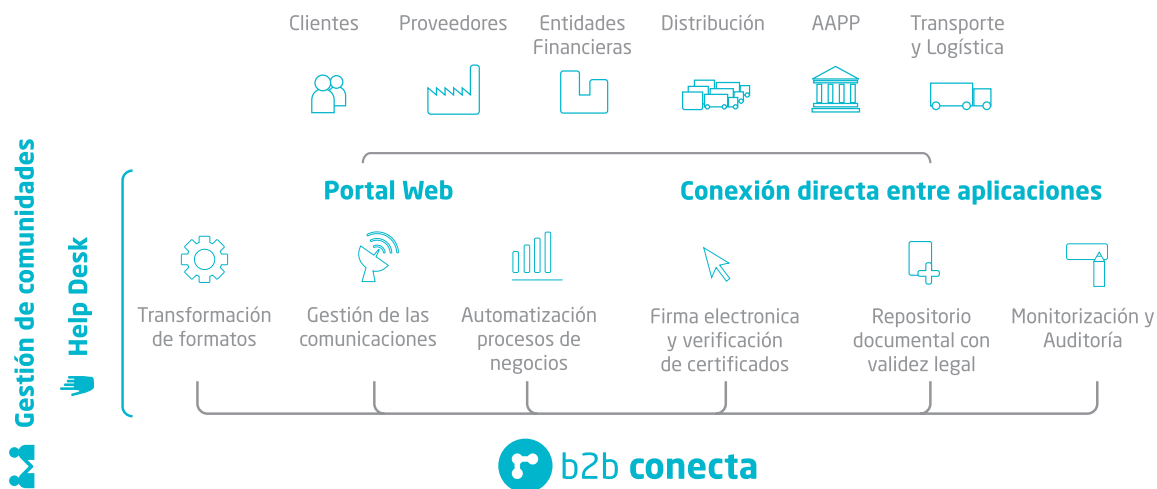 Clientes
Proveedores
Entidades
Financieras
Distribución
AAPP
Transporte
y Logística
Gestión de comunidades
Help Desk
Portal Web
Conexión directa entre aplicaciones
Transformación
de formatos
Gestión de las
comunicaciones
Automatización
procesos de
negocios
Firma electronica
y verificación
de certificados
Repositorio
documental con
validez legal
Monitorización y
Auditoría
b2b conecta